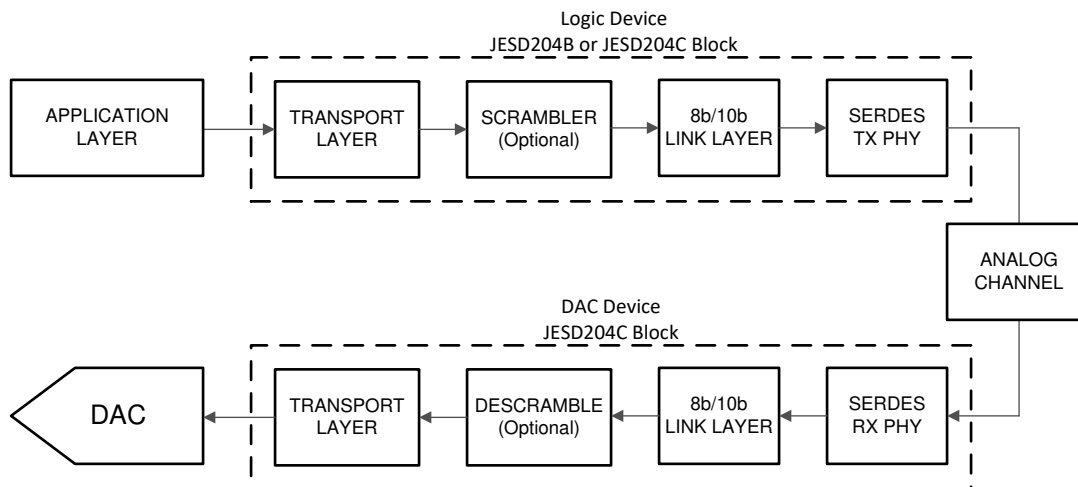 Logic Device
JESD204B or JESD204C Block
APPLICATION
LAYER
TRANSPORT
LAYER
SCRAMBLER
(Optional)
8b/10b
LINK LAYER
SERDES
TX PHY
ANALOG
CHANNEL
DAC Device
JESD204C Block
DAC
TRANSPORT
LAYER
DESCRAMBLE
(Optional)
8b/10b
LINK LAYER
SERDES
RX PHY